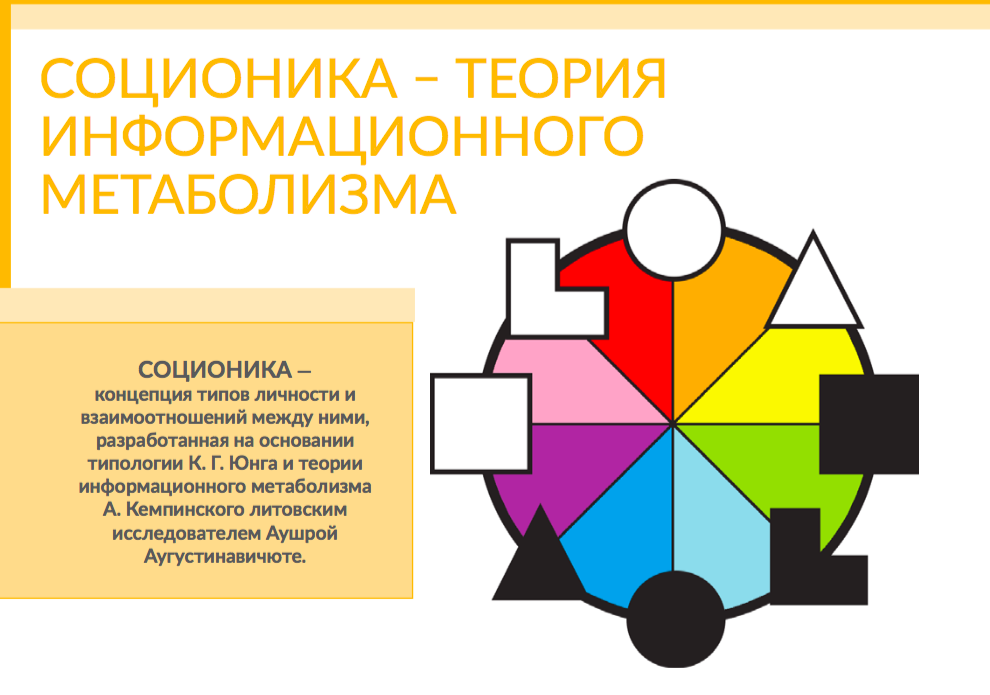 СОЦИОНИКА – ТЕОРИЯ
ИНФОРМАЦИОННОГО
МЕТАБОЛИЗМА
СОЦИОНИКА –
концепция типов личности и
взаимоотношений между ними,
разработанная на основании
типологии К. Г. Юнга и теории
информационного метаболизма
А. Кемпинского литовским
исследователем Аушрой
Аугустинавичюте.